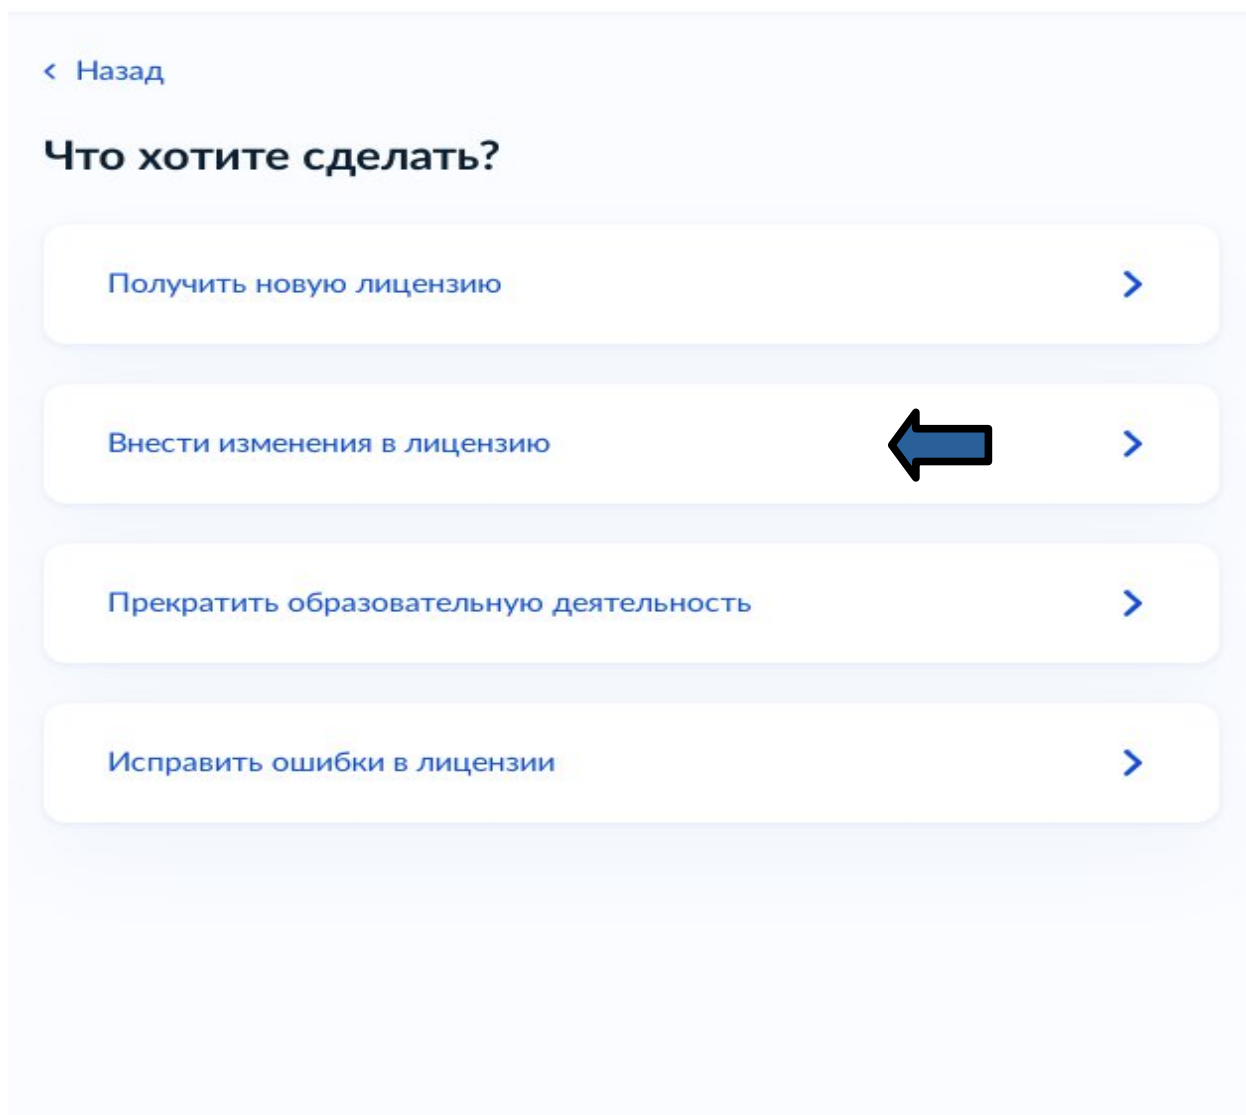 Назад
Что хотите сделать?
Получить новую лицензию
Внести изменения в лицензию
Прекратить образовательную деятельность
Исправить ошибки в лицензии